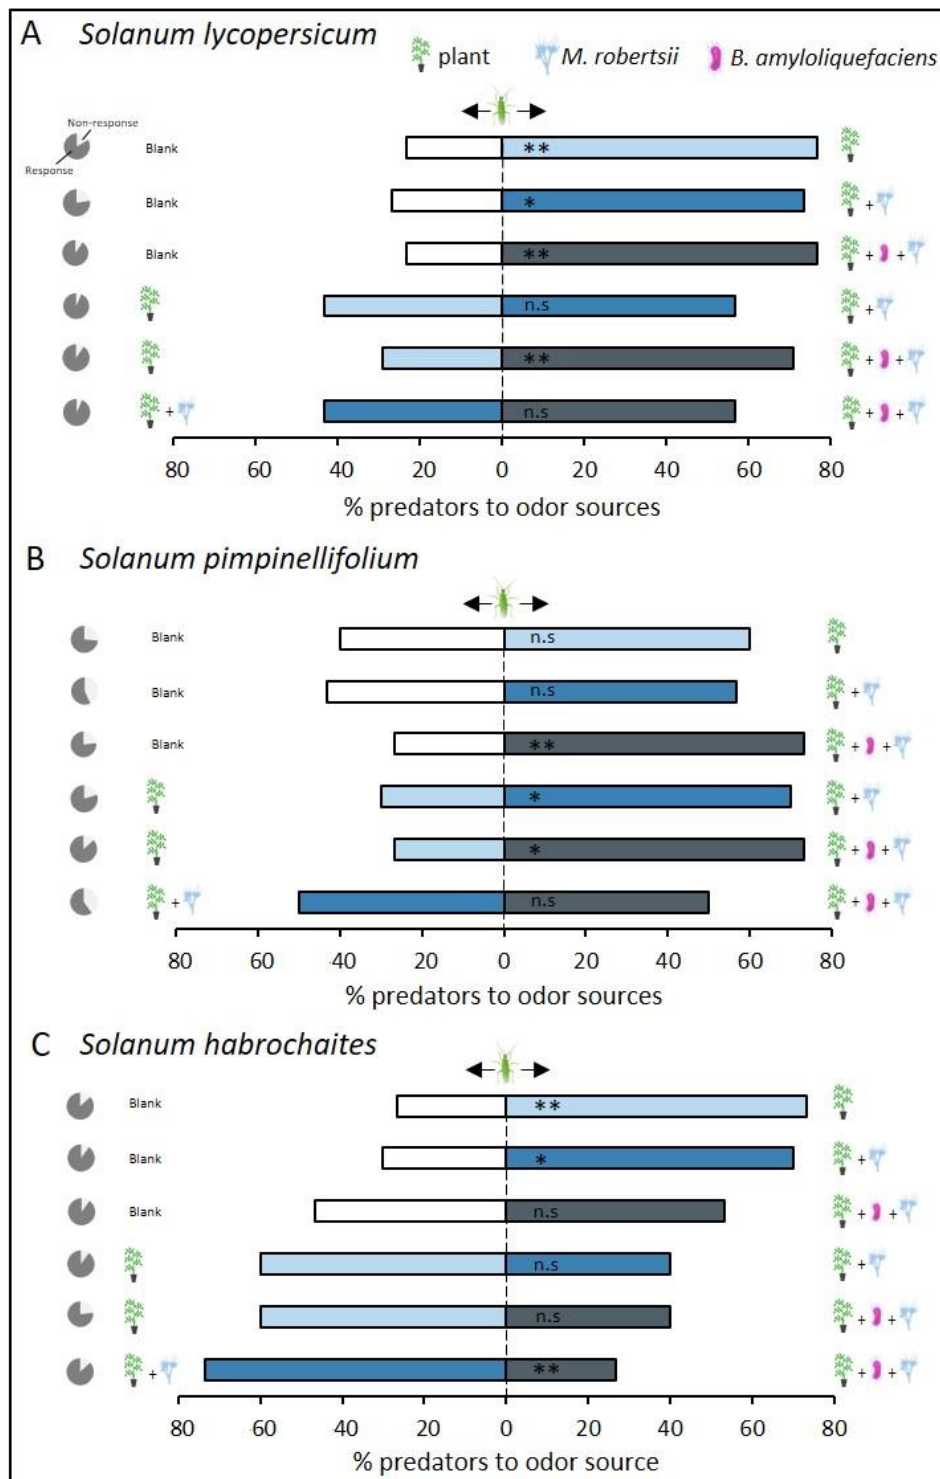 A Solanum lycopersicum
plant M. robertsii B. amyloliquefaciens
Non-response
Response
Blank **
Blank * +
Blank ** + +
n.s +
** + +
+ n.s + +
80 60 40 20 0 20 40 60 80
% predators to odor sources
B Solanum pimpinellifolium
Blank n.s
Blank n.s +
Blank ** + +
* +
* + +
+ n.s + +
80 60 40 20 0 20 40 60 80
% predators to odor sources
C Solanum habrochaites
Blank **
Blank * +
Blank n.s + +
n.s +
n.s + +
+ ** + +
80 60 40 20 0 20 40 60 80
% predators to odor source